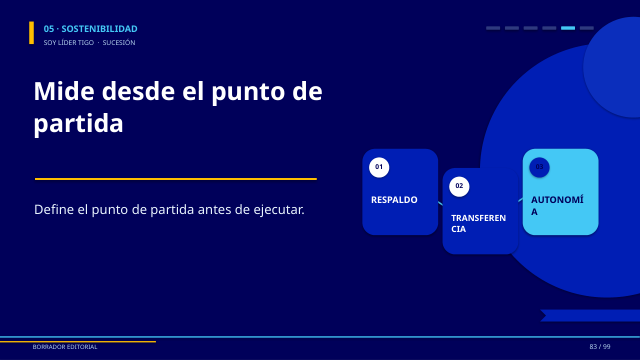 05 · SOSTENIBILIDAD
SOY LÍDER TIGO · SUCESIÓN
Mide desde el punto de
partida
Define el punto de partida antes de ejecutar.
01
RESPALDO
02
TRANSFEREN
CIA
03
AUTONOMÍ
A
BORRADOR EDITORIAL
83 / 99